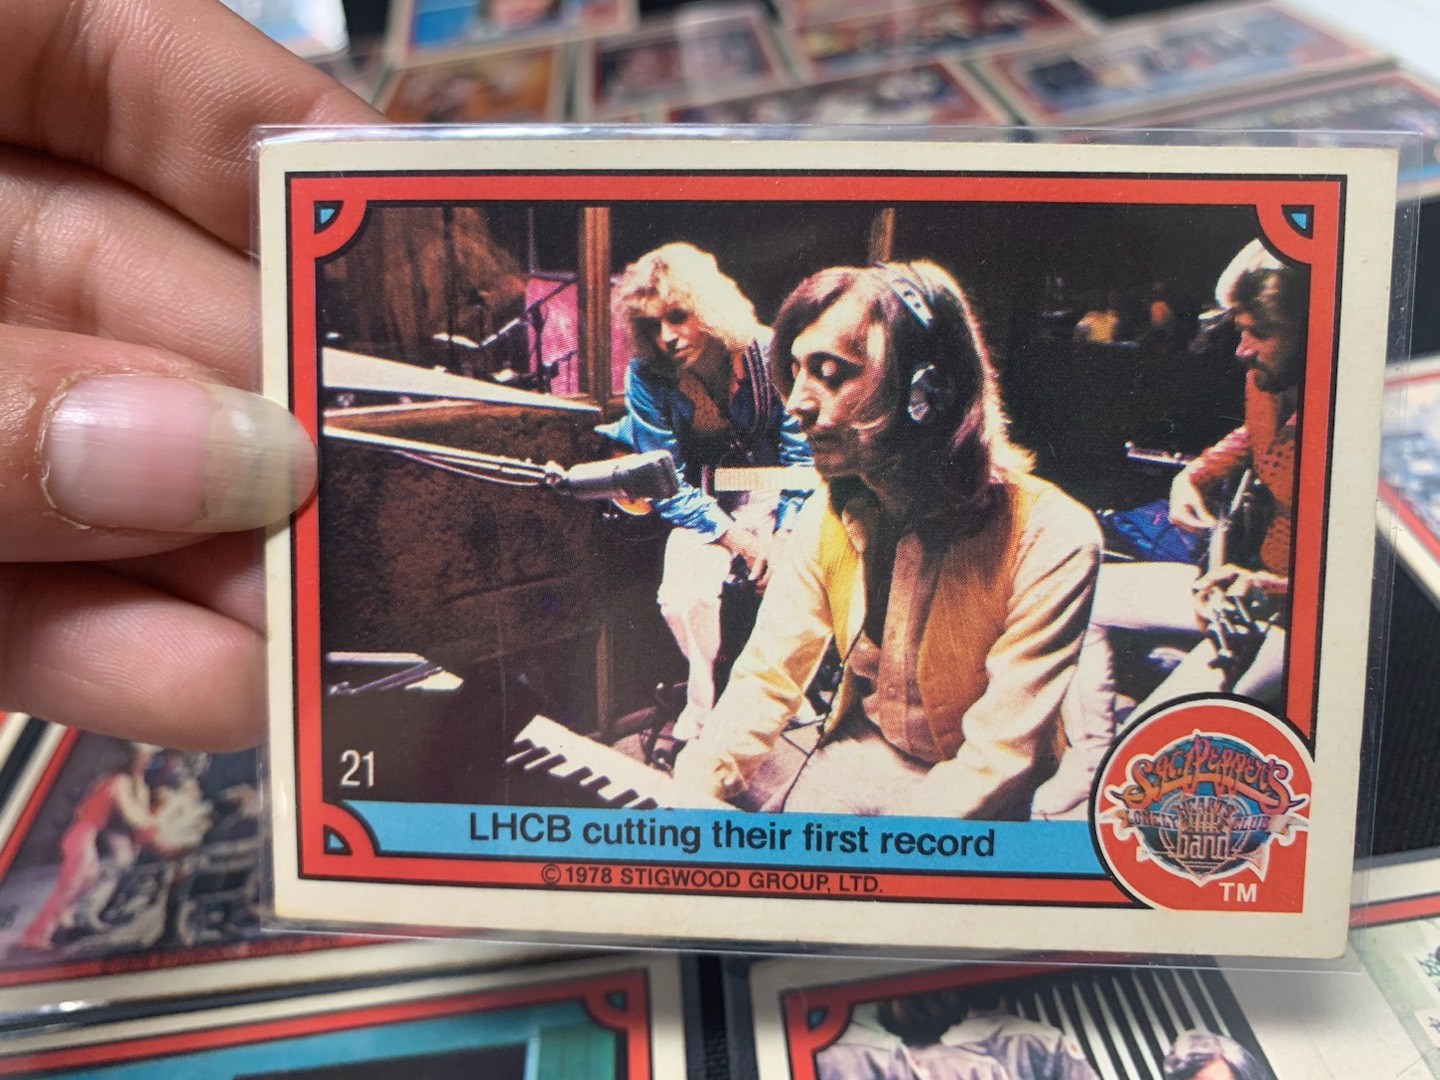 21
LHCB cutting their first record
© 1978 STIGWOOD GROUP, LTD.
SGT. PEPPER'S
LONELY HEARTS CLUB
band
TM